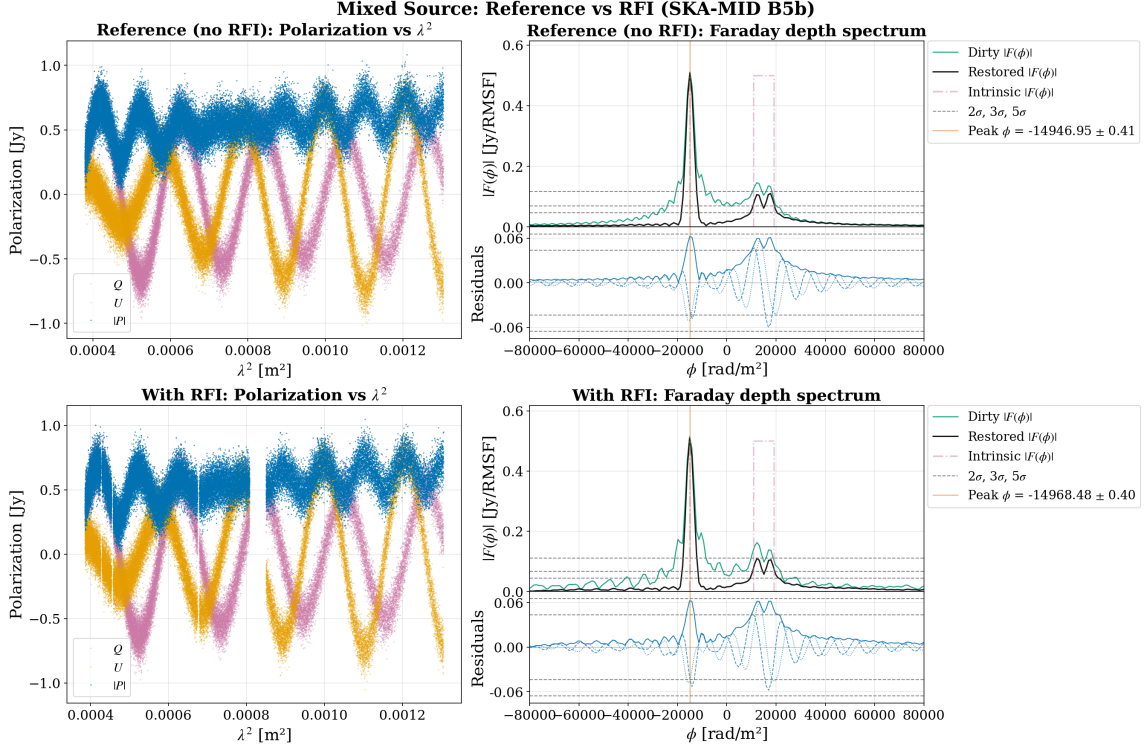 Mixed Source: Reference vs RFI (SKA-MID B5b)
Reference (no RFI): Polarization vs λ²
Polarization [Jy]
1.0
0.5
0.0
−0.5
−1.0
Q
U
|P|
0.0004 0.0006 0.0008 0.0010 0.0012
λ² [m²]
Reference (no RFI): Faraday depth spectrum
|F(ϕ)| [Jy/RMSF]
0.6
0.4
0.2
0.0
Residuals
0.06
0.00
-0.06
−80000 −60000 −40000 −20000 0 20000 40000 60000 80000
ϕ [rad/m²]
Dirty |F(ϕ)|
Restored |F(ϕ)|
Intrinsic |F(ϕ)|
2σ, 3σ, 5σ
Peak ϕ = -14946.95 ± 0.41
With RFI: Polarization vs λ²
Polarization [Jy]
1.0
0.5
0.0
−0.5
−1.0
Q
U
|P|
0.0004 0.0006 0.0008 0.0010 0.0012
λ² [m²]
With RFI: Faraday depth spectrum
|F(ϕ)| [Jy/RMSF]
0.6
0.4
0.2
0.0
Residuals
0.06
0.00
-0.06
−80000 −60000 −40000 −20000 0 20000 40000 60000 80000
ϕ [rad/m²]
Dirty |F(ϕ)|
Restored |F(ϕ)|
Intrinsic |F(ϕ)|
2σ, 3σ, 5σ
Peak ϕ = -14968.48 ± 0.40